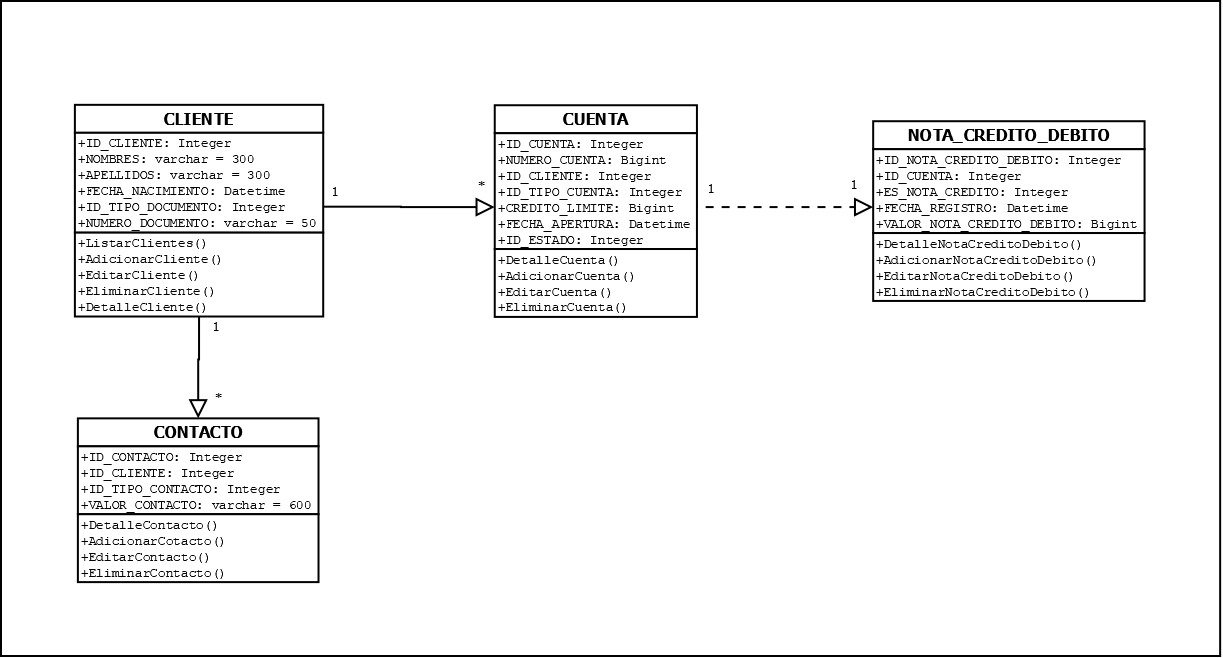 CLIENTE
+ID_CLIENTE: Integer
+NOMBRES: varchar = 300
+APELLIDOS: varchar = 300
+FECHA_NACIMIENTO: Datetime
+ID_TIPO_DOCUMENTO: Integer
+NUMERO_DOCUMENTO: varchar = 50
+ListarClientes()
+AdicionarCliente()
+EditarCliente()
+EliminarCliente()
+DetalleCliente()
1
*
CUENTA
+ID_CUENTA: Integer
+NUMERO_CUENTA: Bigint
+ID_CLIENTE: Integer
+ID_TIPO_CUENTA: Integer
+CREDITO_LIMITE: Bigint
+FECHA_APERTURA: Datetime
+ID_ESTADO: Integer
+DetalleCuenta()
+AdicionarCuenta()
+EditarCuenta()
+EliminarCuenta()
1
1
NOTA_CREDITO_DEBITO
+ID_NOTA_CREDITO_DEBITO: Integer
+ID_CUENTA: Integer
+ES_NOTA_CREDITO: Integer
+FECHA_REGISTRO: Datetime
+VALOR_NOTA_CREDITO_DEBITO: Bigint
+DetalleNotaCreditoDebito()
+AdicionarNotaCreditoDebito()
+EditarNotaCreditoDebito()
+EliminarNotaCreditoDebito()
1
*
CONTACTO
+ID_CONTACTO: Integer
+ID_CLIENTE: Integer
+ID_TIPO_CONTACTO: Integer
+VALOR_CONTACTO: varchar = 600
+DetalleContacto()
+AdicionarCotacto()
+EditarContacto()
+EliminarContacto()